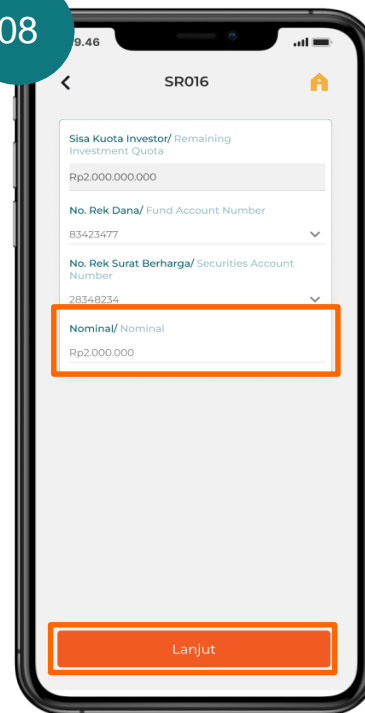 08
9.46
SR016
Sisa Kuota Investor/ Remaining
Investment Quota
Rp2.000.000.000
No. Rek Dana/ Fund Account Number
83423477
No. Rek Surat Berharga/ Securities Account
Number
28348234
Nominal/ Nominal
Rp2.000.000
Lanjut